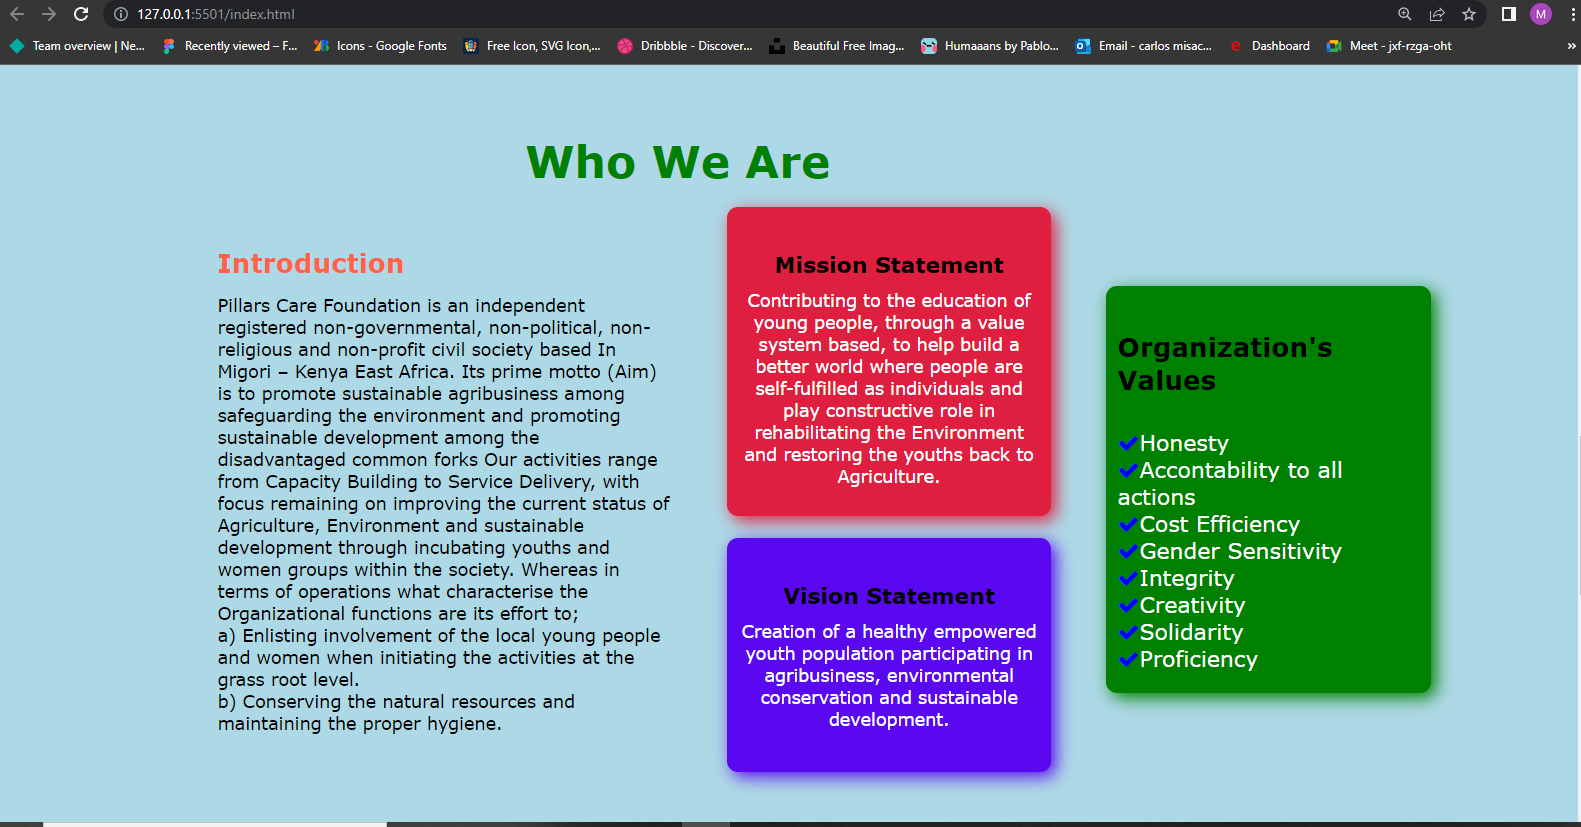 127.0.0.1:5501/index.html
M
Team overview | Ne...
Recently viewed – F...
Icons - Google Fonts
Free Icon, SVG Icon,...
Dribbble - Discover...
Beautiful Free Imag...
Humaaans by Pablo...
Email - carlos misac...
Dashboard
Meet - jxf-rzga-oht
»
Who We Are
Introduction
Pillars Care Foundation is an independent
registered non-governmental, non-political, non-
religious and non-profit civil society based In
Migori – Kenya East Africa. Its prime motto (Aim)
is to promote sustainable agribusiness among
safeguarding the environment and promoting
sustainable development among the
disadvantaged common forks Our activities range
from Capacity Building to Service Delivery, with
focus remaining on improving the current status of
Agriculture, Environment and sustainable
development through incubating youths and
women groups within the society. Whereas in
terms of operations what characterise the
Organizational functions are its effort to;
a) Enlisting involvement of the local young people
and women when initiating the activities at the
grass root level.
b) Conserving the natural resources and
maintaining the proper hygiene.
Mission Statement
Contributing to the education of
young people, through a value
system based, to help build a
better world where people are
self-fulfilled as individuals and
play constructive role in
rehabilitating the Environment
and restoring the youths back to
Agriculture.
Vision Statement
Creation of a healthy empowered
youth population participating in
agribusiness, environmental
conservation and sustainable
development.
Organization's
Values
Honesty
Accontability to all
actions
Cost Efficiency
Gender Sensitivity
Integrity
Creativity
Solidarity
Proficiency